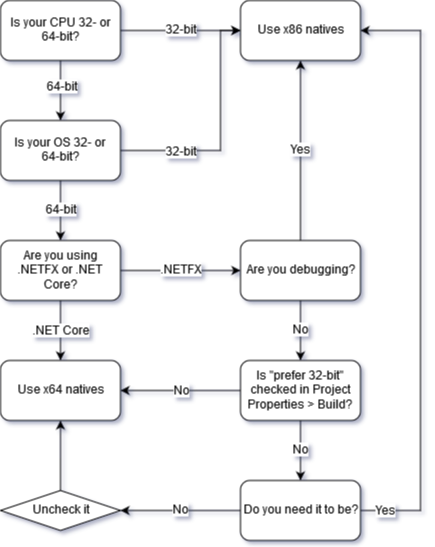 Is your CPU 32- or
64-bit?
32-bit
Use x86 natives
64-bit
Is your OS 32- or
64-bit?
32-bit
Yes
64-bit
Are you using
.NETFX or .NET
Core?
.NETFX
Are you debugging?
.NET Core
No
Use x64 natives
No
Is "prefer 32-bit"
checked in Project
Properties > Build?
No
Uncheck it
No
Do you need it to be?
Yes